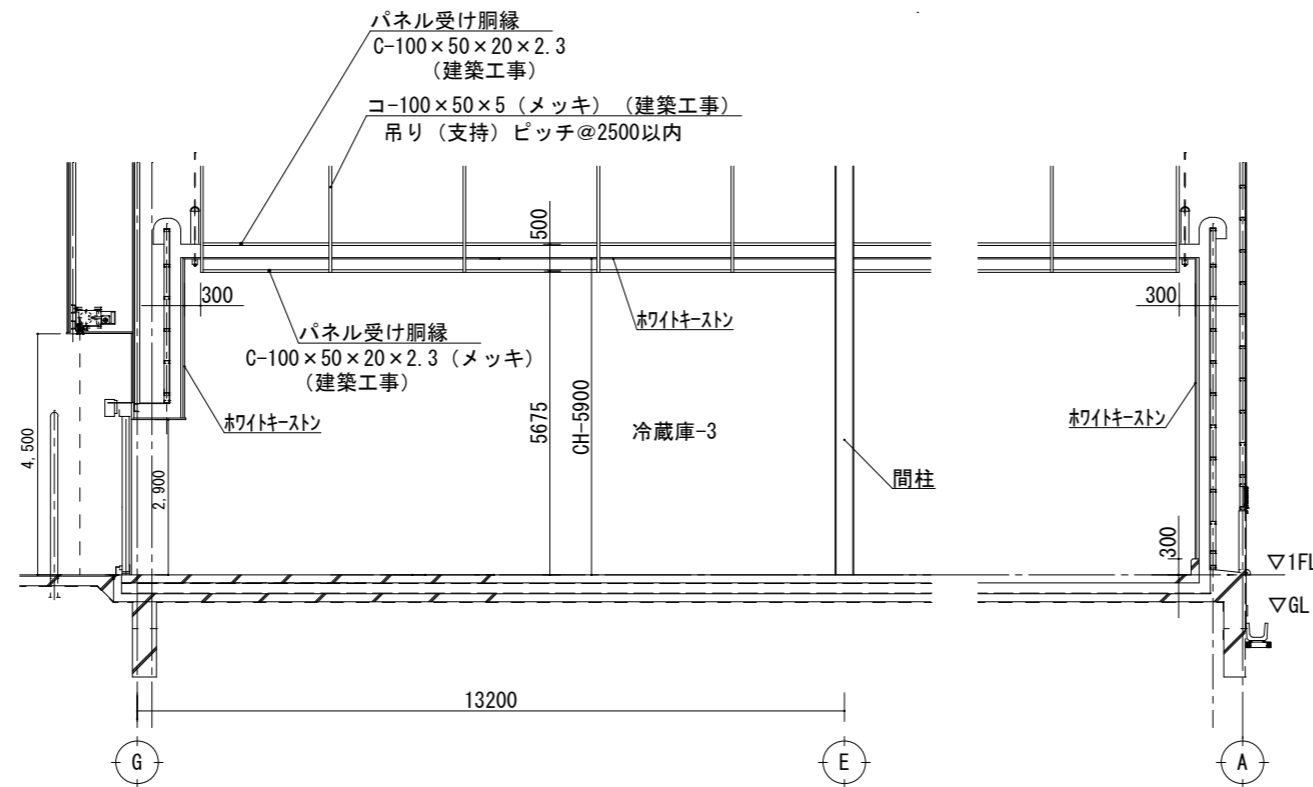 パネル受け胴縁
C-100×50×20×2.3
(建築工事)
コ-100×50×5（メッキ）（建築工事）
吊り（支持）ピッチ@2500以内
500
300
300
ホワイトキーストン
パネル受け胴縁
C-100×50×20×2.3（メッキ）
(建築工事)
ホワイトキーストン
ホワイトキーストン
4,500
2,900
5675
CH-5900
冷蔵庫-3
間柱
300
▽1FL
▽GL
13200
G
E
A